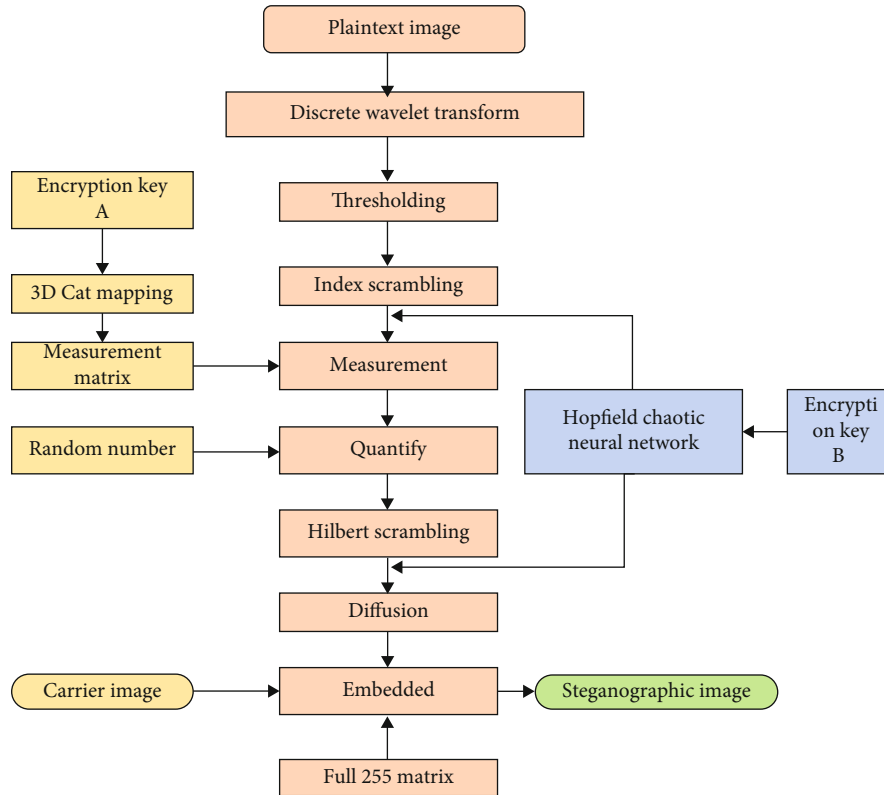 Plaintext image
Discrete wavelet transform
Encryption key
A
Thresholding
3D Cat mapping
Index scrambling
Measurement
matrix
Measurement
Hopfield chaotic
neural network
Encrypti
on key
B
Random number
Quantify
Hilbert scrambling
Diffusion
Carrier image
Embedded
Steganographic image
Full 255 matrix